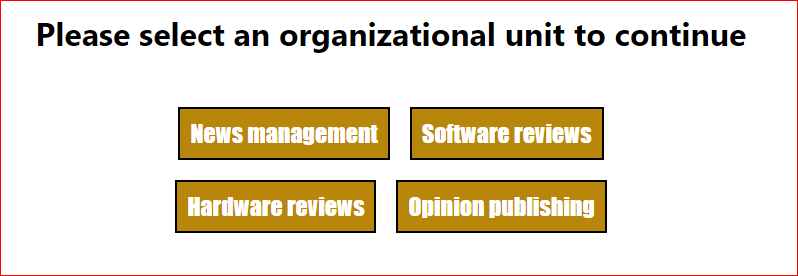 Please select an organizational unit to continue
News management Software reviews
Hardware reviews Opinion publishing